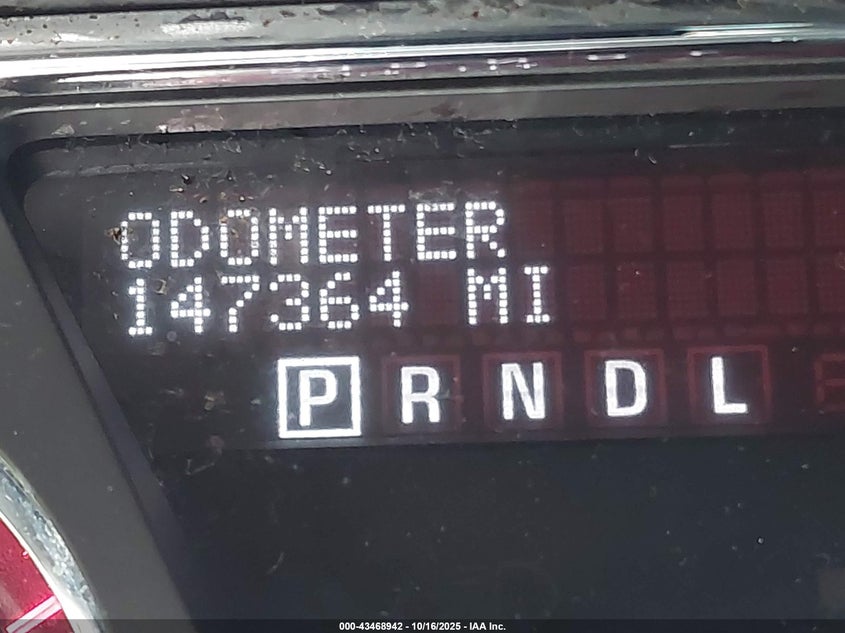 ODOMETER
147364 MI
P R N D L
000-43468942 - 10/16/2025 - IAA Inc.